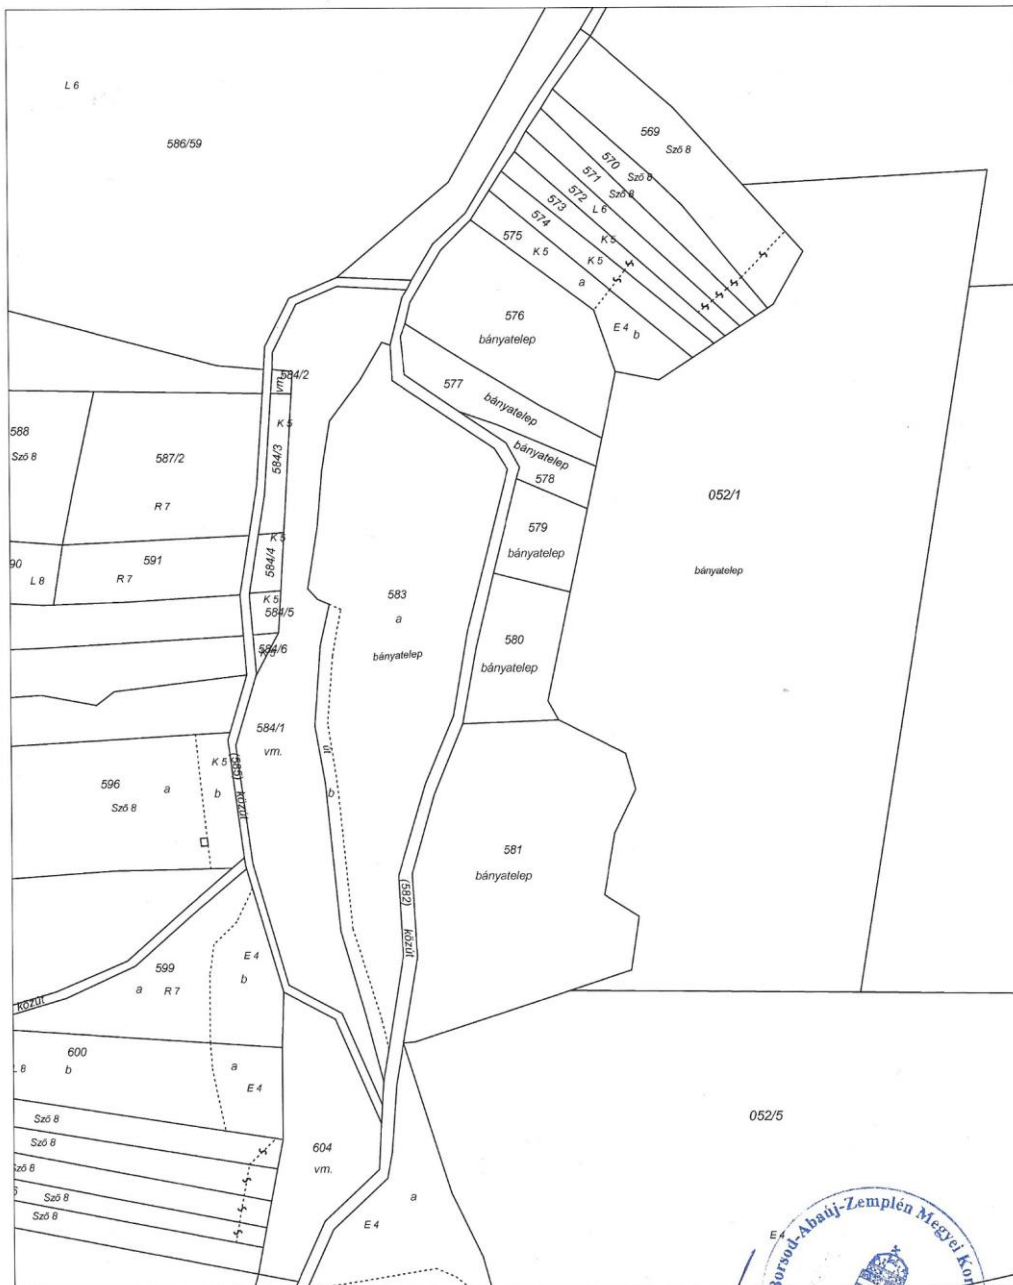 L 6
586/59
569
Sző 8
570
Sző 8
571
Sző 8
572
L 6
573
K 5
574
K 5
575
K 5
a
E 4
b
576
bányatelep
577
bányatelep
bányatelep
578
579
bányatelep
580
bányatelep
581
bányatelep
052/1
bányatelep
583
a
bányatelep
út
b
584/2
vm.
K 5
584/3
K 5
584/4
K 5
584/5
584/6
K 5
584/1
vm.
588
Sző 8
587/2
R 7
90
L 8
591
R 7
596
a
Sző 8
K 5
b
(585) közút
(582) közút
599
a
R 7
E 4
b
közút
600
L 8
b
a
E 4
Sző 8
Sző 8
Sző 8
Sző 8
Sző 8
604
vm.
a
E 4
052/5
E 4
Borsod-Abaúj-Zemplén Megyei Kor